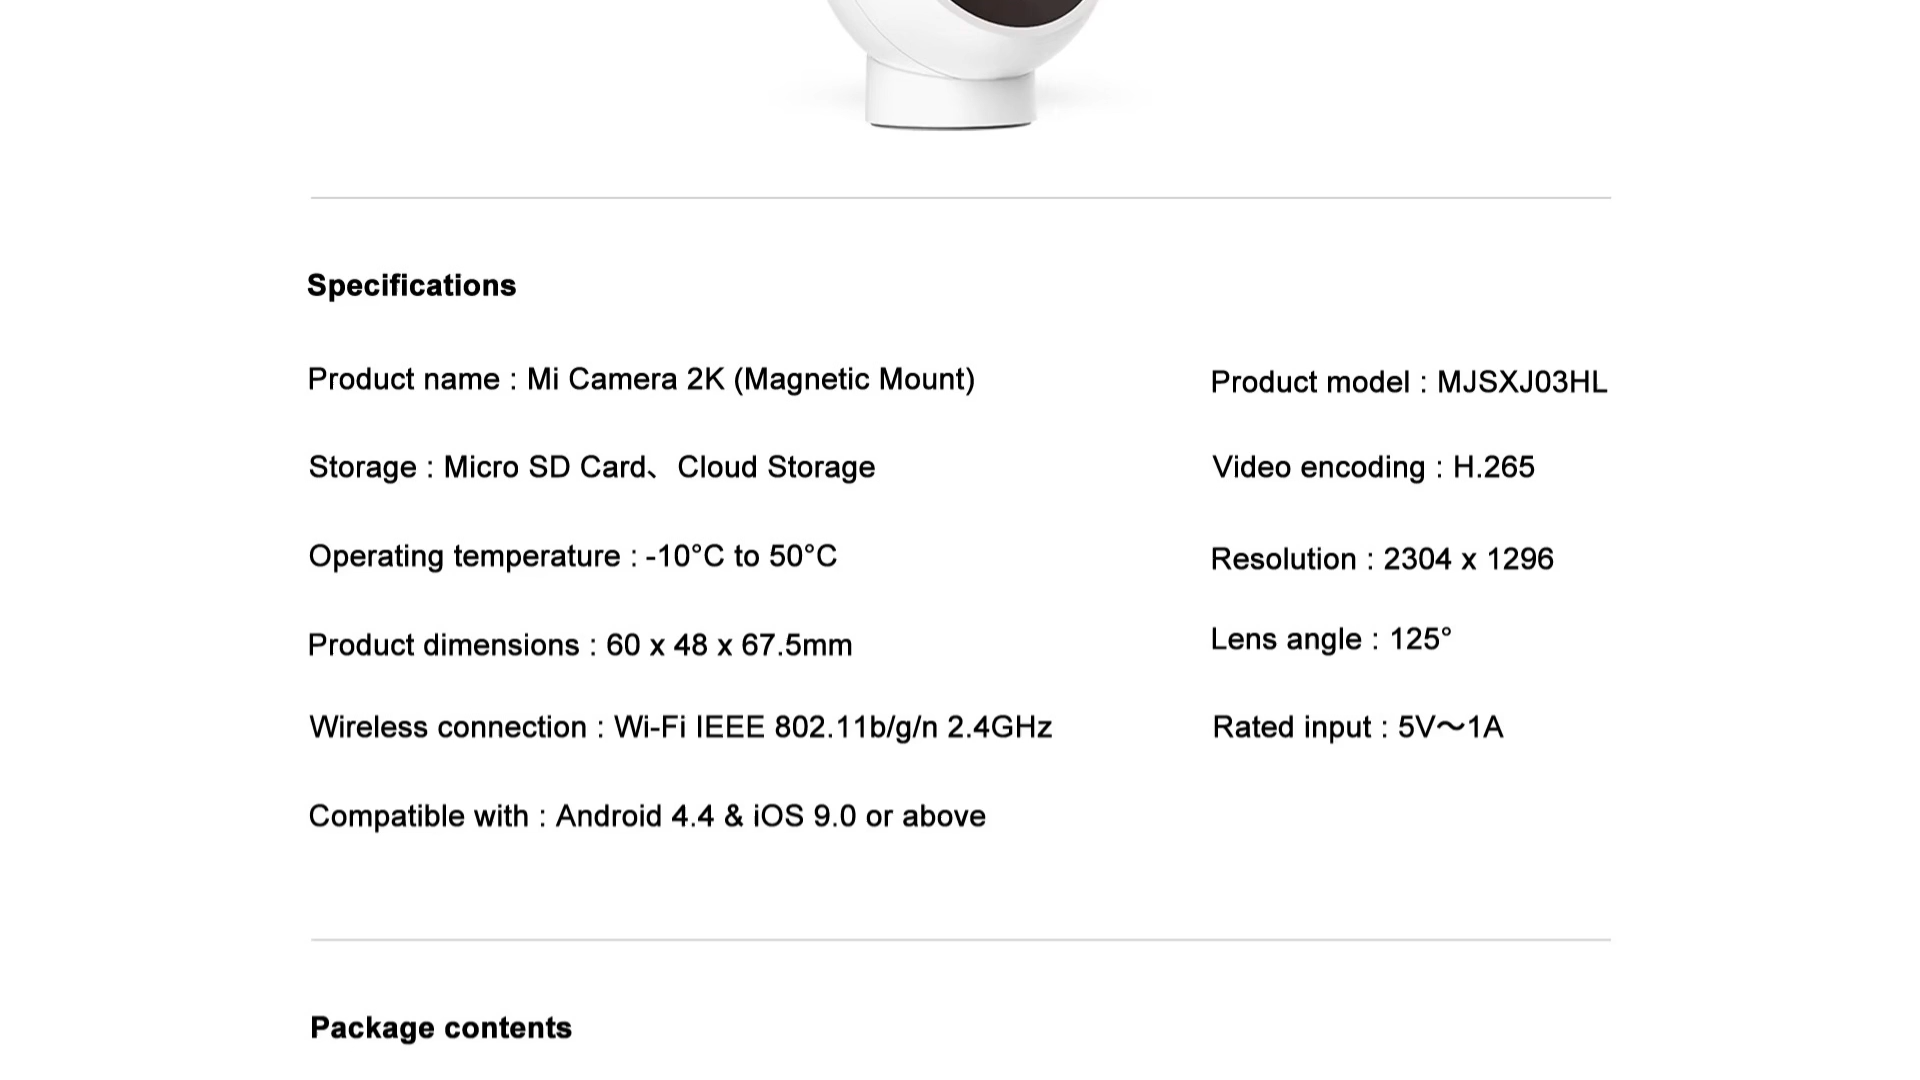 Specifications
Product name : Mi Camera 2K (Magnetic Mount)
Product model : MJSXJ03HL
Storage : Micro SD Card、 Cloud Storage
Video encoding : H.265
Operating temperature : -10°C to 50°C
Resolution : 2304 x 1296
Product dimensions : 60 x 48 x 67.5mm
Lens angle : 125°
Wireless connection : Wi-Fi IEEE 802.11b/g/n 2.4GHz
Rated input : 5V～1A
Compatible with : Android 4.4 & iOS 9.0 or above
Package contents